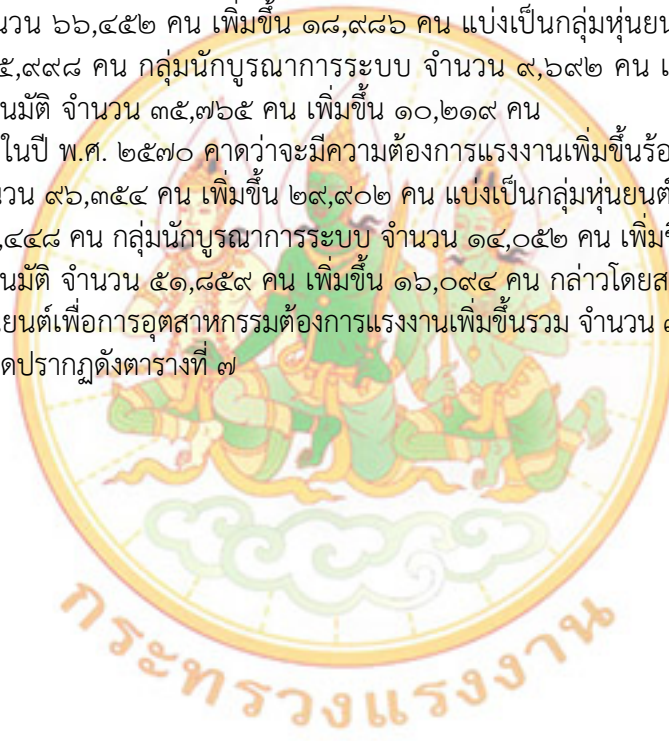 นวน ๖๖,๔๕๒ คน เพิ่มขึ้น ๑๘,๙๘๖ คน แบ่งเป็นกลุ่มหุ่นยน
๕,๙๙๘ คน กลุ่มนักบูรณาการระบบ จำนวน ๙,๖๙๒ คน เ
นมัติ จำนวน ๓๕,๗๖๕ คน เพิ่มขึ้น ๑๐,๒๑๙ คน
ในปี พ.ศ. ๒๕๗๐ คาดว่าจะมีความต้องการแรงงานเพิ่มขึ้นร้อ
นวน ๙๖,๓๕๔ คน เพิ่มขึ้น ๒๙,๙๐๒ คน แบ่งเป็นกลุ่มหุ่นยนต์
,๔๔๘ คน กลุ่มนักบูรณาการระบบ จำนวน ๑๔,๐๕๒ คน เพิ่มขึ
นมัติ จำนวน ๕๑,๘๕๙ คน เพิ่มขึ้น ๑๖,๐๙๔ คน กล่าวโดยส
ยนต์เพื่อการอุตสาหกรรมต้องการแรงงานเพิ่มขึ้นรวม จำนวน
ดปรากฏดังตารางที่ ๗
กระทรวงแรงงาน